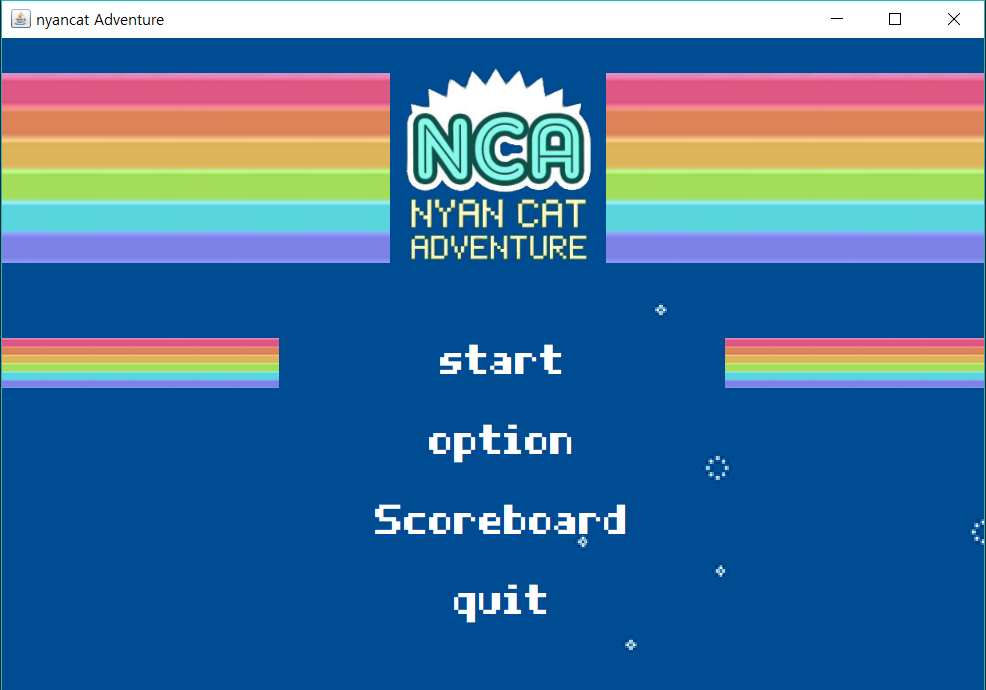 nyancat Adventure
NCA
NYAN CAT
ADVENTURE
start
option
Scoreboard
quit